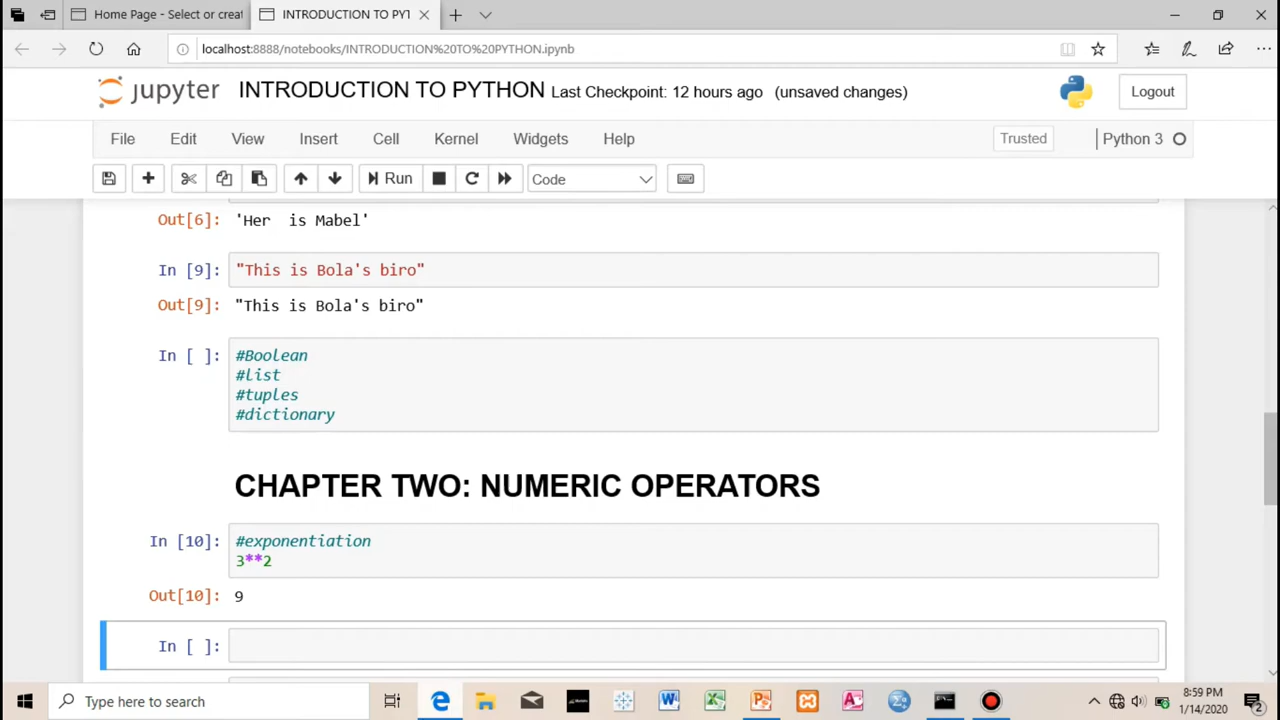 Home Page - Select or creat
INTRODUCTION TO PYT
localhost:8888/notebooks/INTRODUCTION%20TO%20PYTHON.ipynb
jupyter INTRODUCTION TO PYTHON Last Checkpoint: 12 hours ago (unsaved changes)
Logout
File Edit View Insert Cell Kernel Widgets Help
Trusted
Python 3
Run
Code
Out[6]: 'Her  is Mabel'
In [9]: "This is Bola's biro"
Out[9]: "This is Bola's biro"
In [ ]: #Boolean
#list
#tuples
#dictionary
CHAPTER TWO: NUMERIC OPERATORS
In [10]: #exponentiation
3**2
Out[10]: 9
In [ ]:
Type here to search
8:59 PM
1/14/2020
2